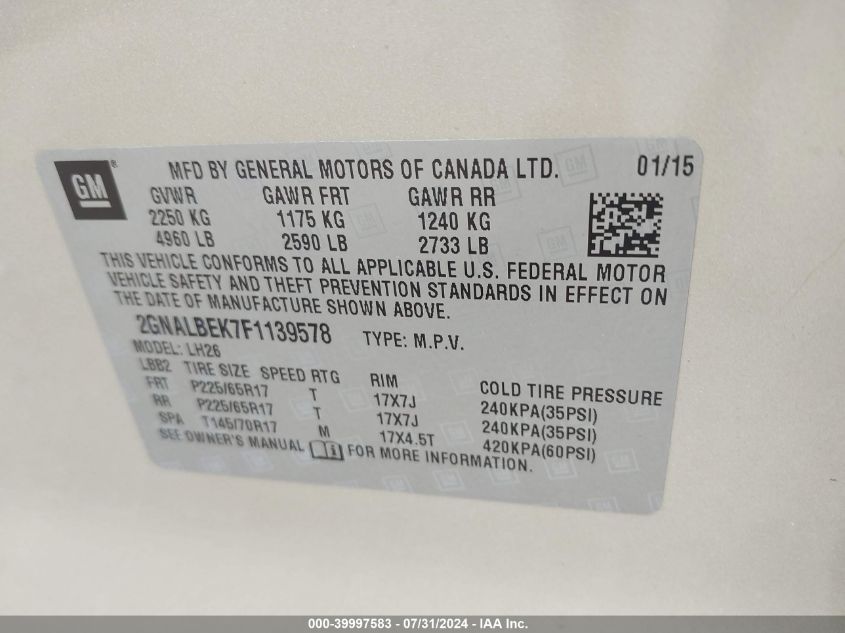 GM ®
MFD BY GENERAL MOTORS OF CANADA LTD. 01/15
GVWR GAWR FRT GAWR RR
2250 KG 1175 KG 1240 KG
4960 LB 2590 LB 2733 LB
THIS VEHICLE CONFORMS TO ALL APPLICABLE U.S. FEDERAL MOTOR
VEHICLE SAFETY AND THEFT PREVENTION STANDARDS IN EFFECT ON
THE DATE OF MANUFACTURE SHOWN ABOVE.
2GNALBEK7F1139578 TYPE: M.P.V.
MODEL: LH26
LBB2 TIRE SIZE SPEED RTG RIM COLD TIRE PRESSURE
FRT P225/65R17 T 17X7J 240KPA(35PSI)
RR P225/65R17 T 17X7J 240KPA(35PSI)
SPA T145/70R17 M 17X4.5T 420KPA(60PSI)
SEE OWNER'S MANUAL FOR MORE INFORMATION.
000-39997583 - 07/31/2024 - IAA Inc.